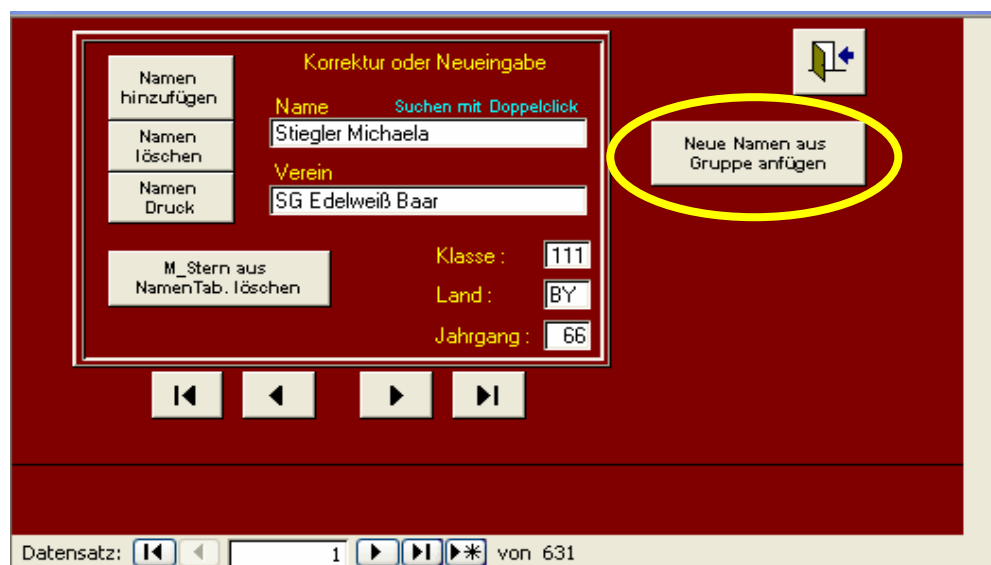 Korrektur oder Neueingabe
Namen
hinzufügen
Name
Suchen mit Doppelclick
Stiegler Michaela
Namen
löschen
Verein
Namen
Druck
SG Edelweiß Baar
Neue Namen aus
Gruppe anfügen
M_Stern aus
NamenTab. löschen
Klasse : 111
Land : BY
Jahrgang : 66
Datensatz: 1 von 631